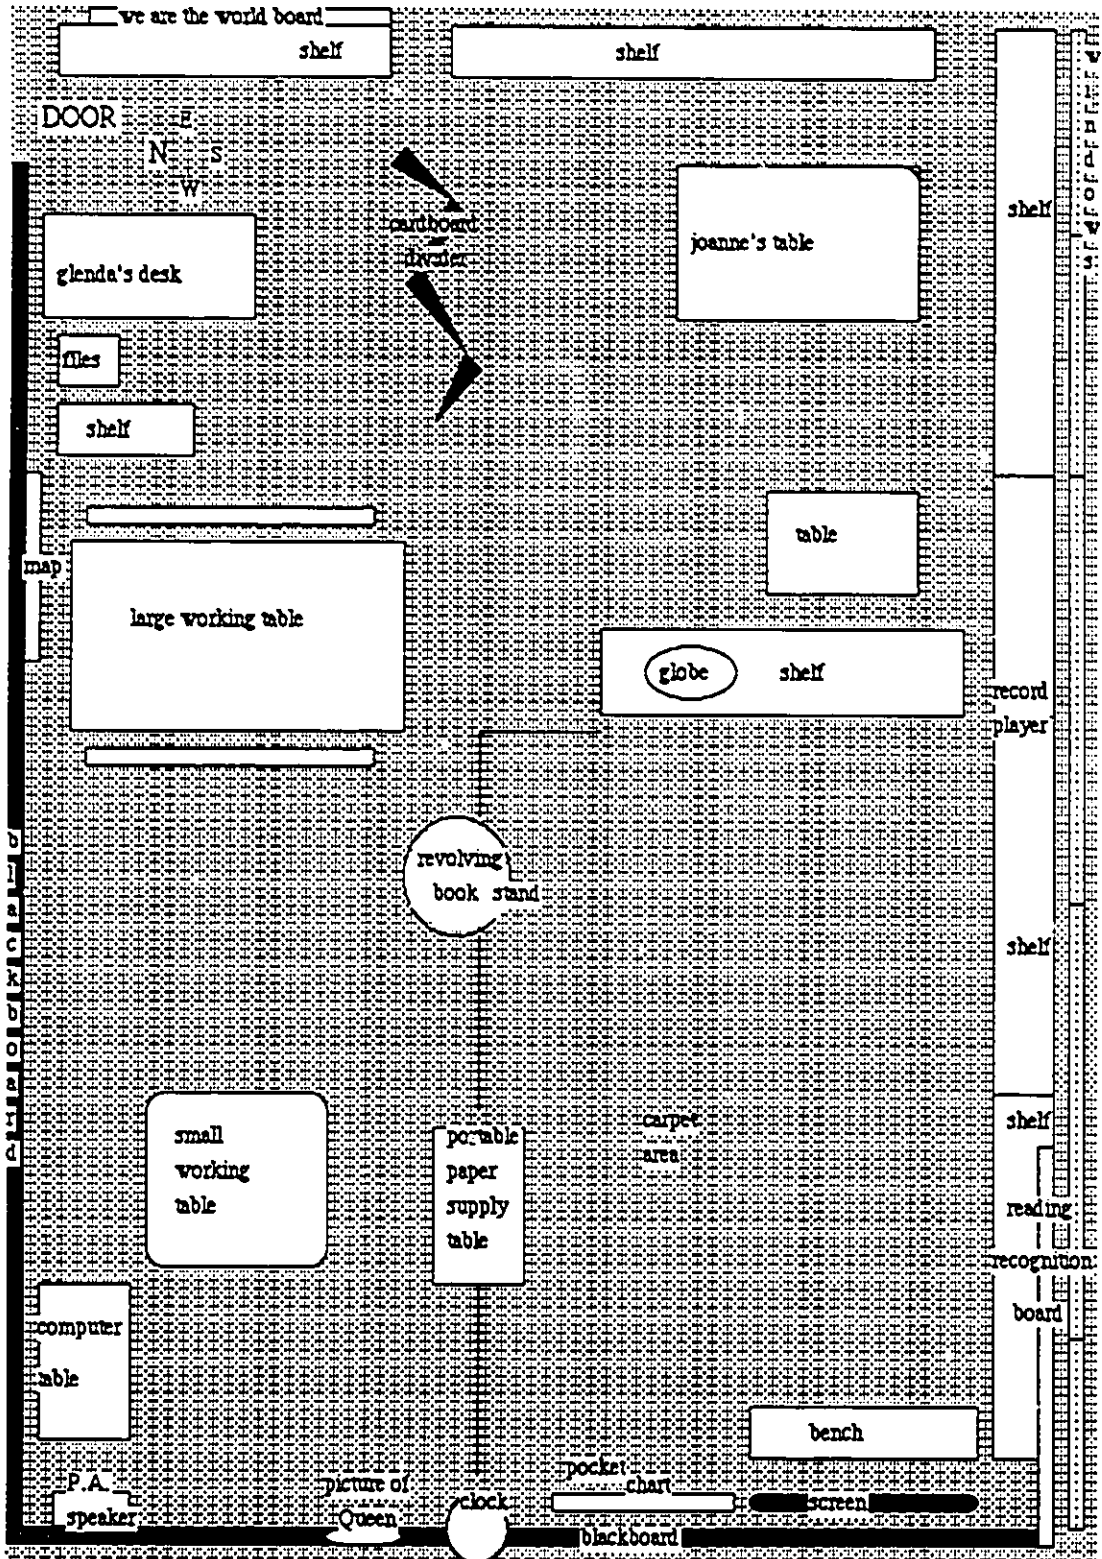 we are the world board
shelf
shelf
windows
DOOR
E
N S
W
cardboard
divider
joanne's table
shelf
glenda's desk
files
shelf
map
table
large working table
globe
shelf
record
player
blackboard
revolving
book stand
shelf
small
working
table
portable
paper
supply
table
carpet
area
shelf
reading
recognition
board
computer
table
bench
P.A.
speaker
picture of
Queen
clock
pocket
chart
screen
blackboard